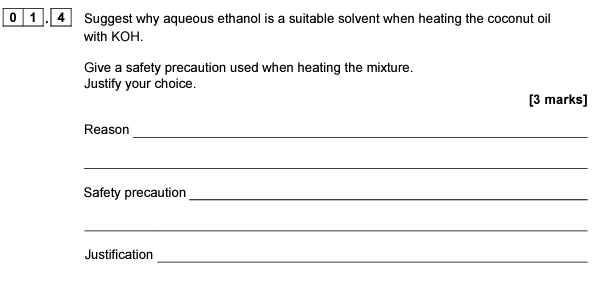 0 1 . 4 Suggest why aqueous ethanol is a suitable solvent when heating the coconut oil
with KOH.
Give a safety precaution used when heating the mixture.
Justify your choice.
[3 marks]
Reason
Safety precaution
Justification